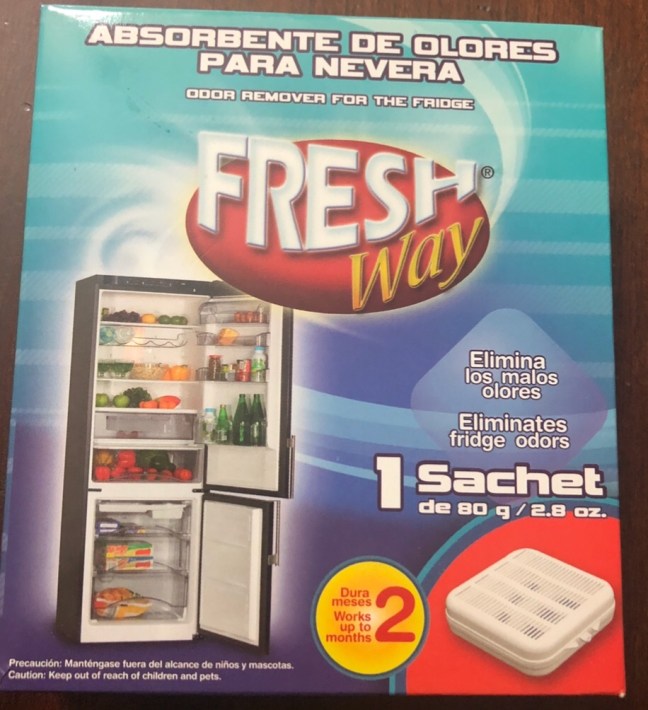 ABSORBENTE DE OLORES
PARA NEVERA
ODOR REMOVER FOR THE FRIDGE
FRESH®
Way
Elimina
los malos
olores
Eliminates
fridge odors
1 Sachet
de 80 g / 2.8 oz.
Dura
meses
Works
up to
months
2
Precaución: Manténgase fuera del alcance de niños y mascotas.
Caution: Keep out of reach of children and pets.